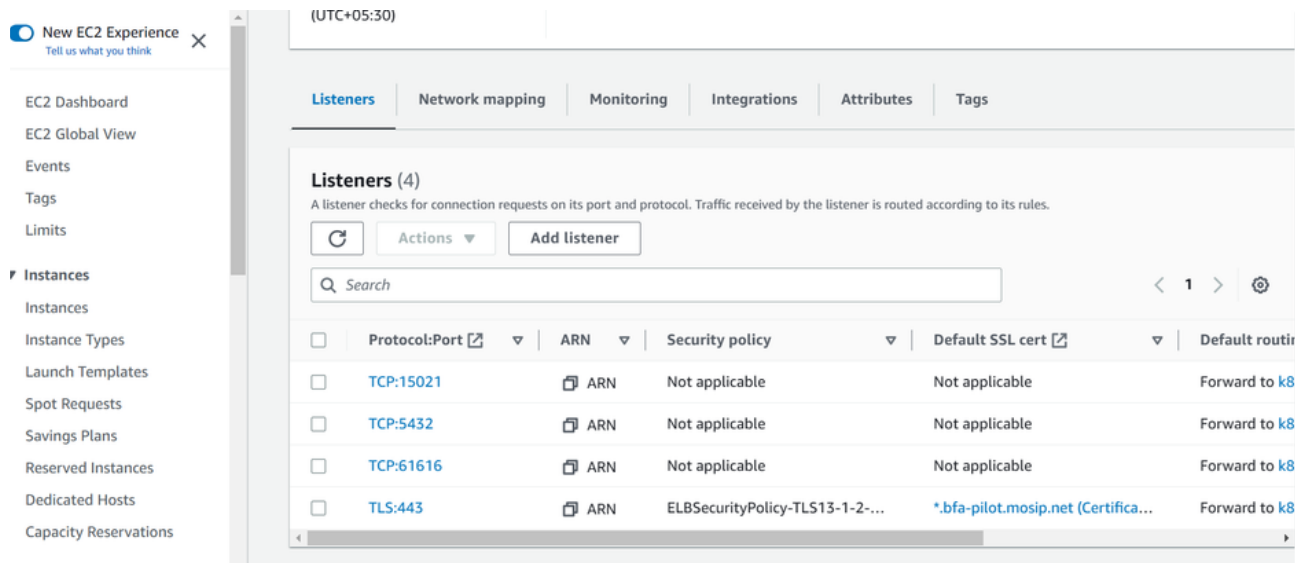 New EC2 Experience
Tell us what you think
EC2 Dashboard
EC2 Global View
Events
Tags
Limits
Instances
Instances
Instance Types
Launch Templates
Spot Requests
Savings Plans
Reserved Instances
Dedicated Hosts
Capacity Reservations
(UTC+05:30)
Listeners Network mapping Monitoring Integrations Attributes Tags
Listeners (4)
A listener checks for connection requests on its port and protocol. Traffic received by the listener is routed according to its rules.
Actions Add listener
Search 1
Protocol:Port ARN Security policy Default SSL cert Default routin
TCP:15021 ARN Not applicable Not applicable Forward to k8
TCP:5432 ARN Not applicable Not applicable Forward to k8
TCP:61616 ARN Not applicable Not applicable Forward to k8
TLS:443 ARN ELBSecurityPolicy-TLS13-1-2-... *.bfa-pilot.mosip.net (Certifica... Forward to k8